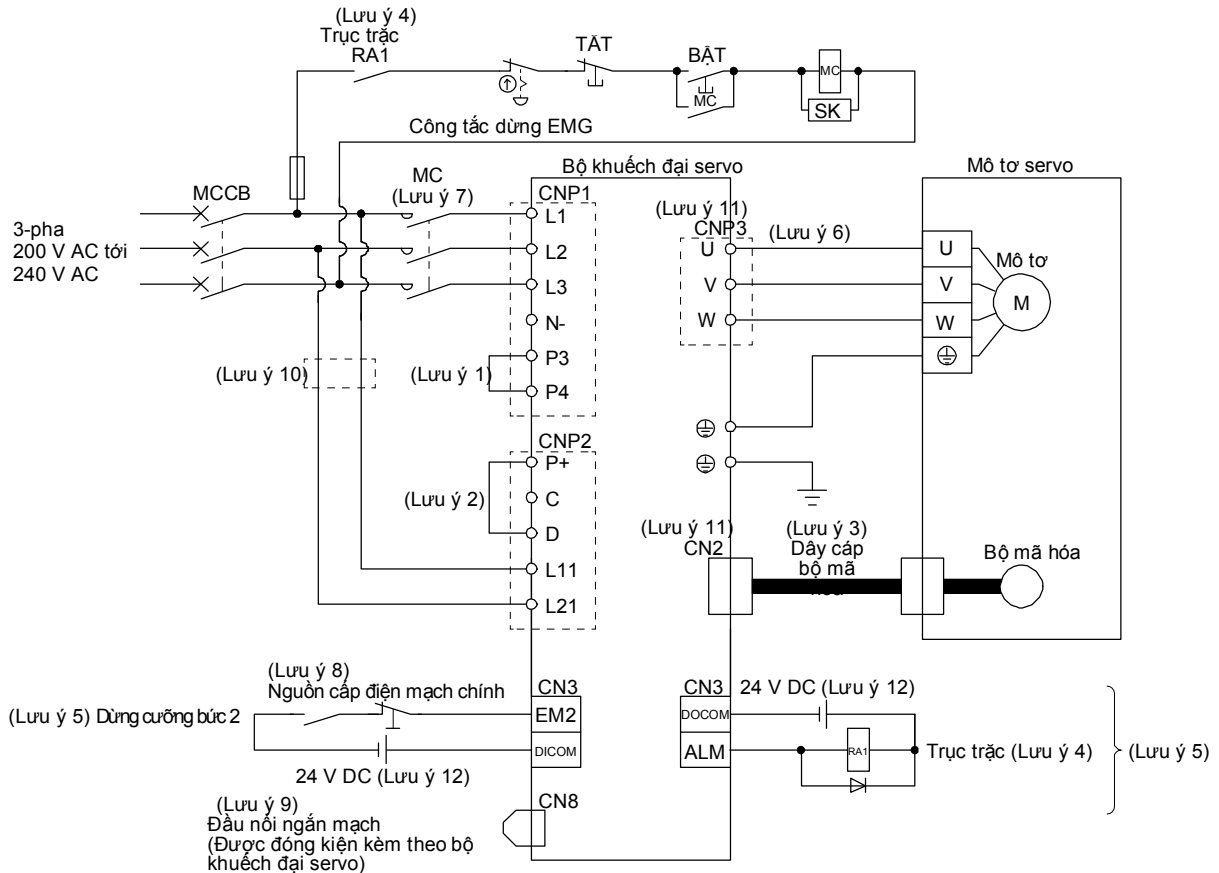 (Lưu ý 4)
Trục trặc
RA1
TẮT
BẬT
MC
MC
SK
Công tắc dừng EMG
Bộ khuếch đại servo
Mô tơ servo
MCCB
MC
(Lưu ý 7)
CNP1
(Lưu ý 11)
CNP3
3-pha
200 V AC tới
240 V AC
L1
L2
L3
N-
P3
P4
U
V
W
(Lưu ý 6)
U
V
W
Mô tơ
M
(Lưu ý 10)
(Lưu ý 1)
CNP2
P+
C
D
L11
L21
(Lưu ý 2)
(Lưu ý 11)
CN2
(Lưu ý 3)
Dây cáp
bộ mã
Bộ mã hóa
(Lưu ý 8)
Nguồn cấp điện mạch chính
(Lưu ý 5) Dừng cưỡng bức 2
CN3
EM2
DICOM
24 V DC (Lưu ý 12)
CN3
DOCOM
ALM
24 V DC (Lưu ý 12)
RA1
Trục trặc (Lưu ý 4)
(Lưu ý 5)
(Lưu ý 9)
CN8
Đầu nối ngắn mạch
(Được đóng kiện kèm theo bộ
khuếch đại servo)